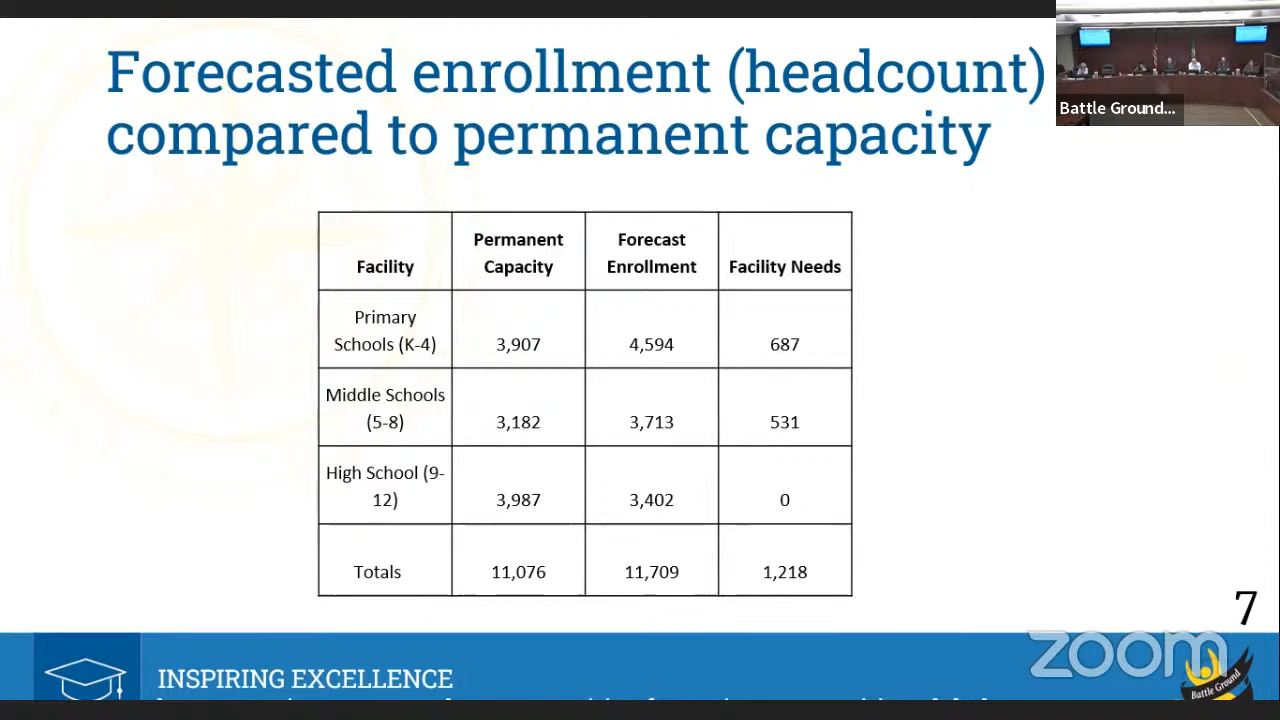 Forecasted enrollment (headcount)
compared to permanent capacity
Battle Ground...
Facility
Permanent
Capacity
Forecast
Enrollment
Facility Needs
Primary
Schools (K-4)
3,907
4,594
687
Middle Schools
(5-8)
3,182
3,713
531
High School (9-
12)
3,987
3,402
0
Totals
11,076
11,709
1,218
7
zoom
INSPIRING EXCELLENCE
Battle Ground